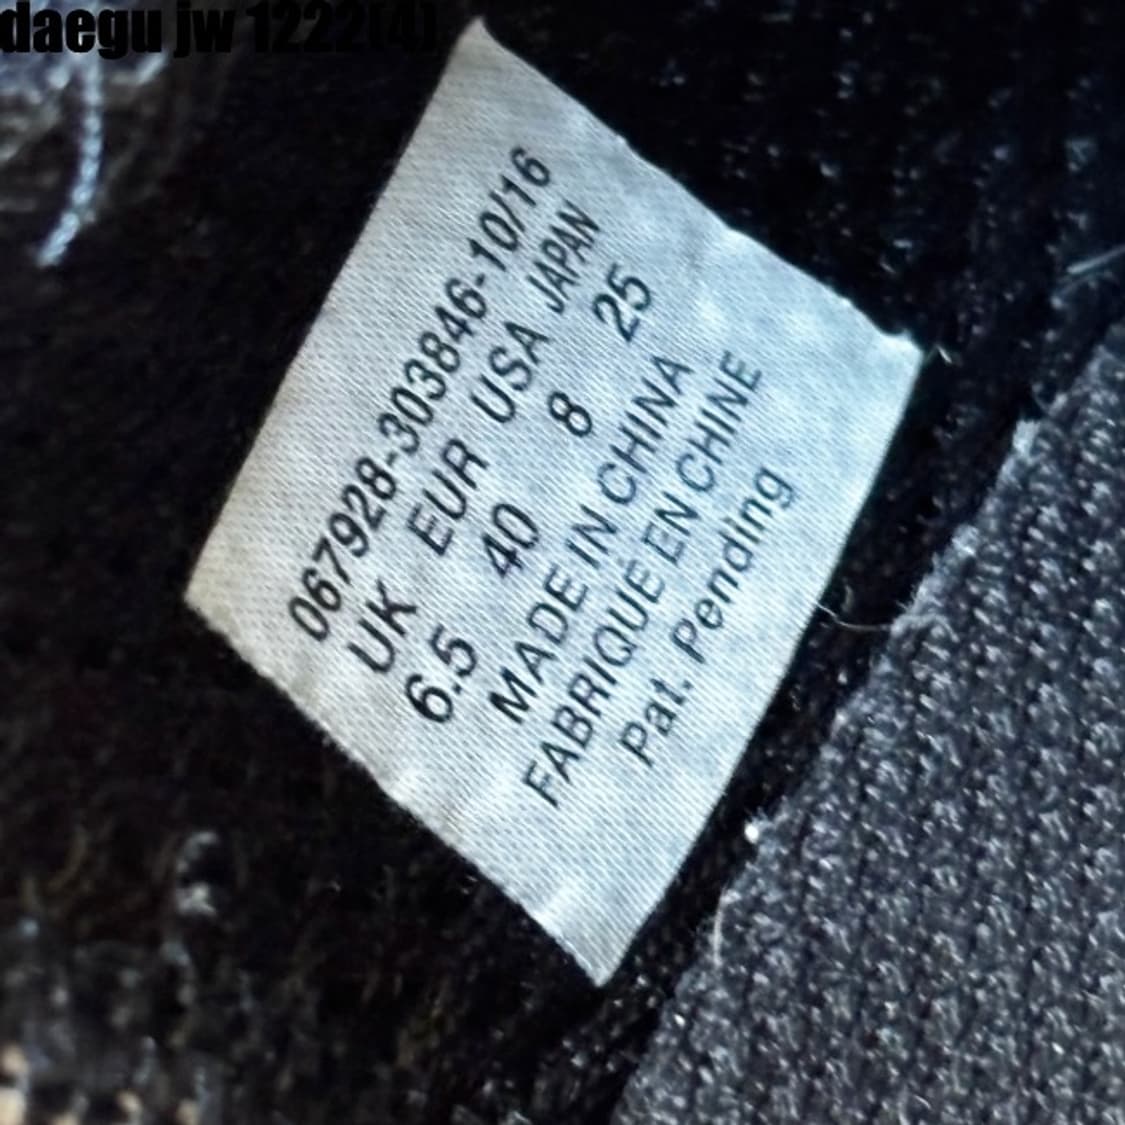 daegu jw 1222(4)
067928-303846-10/16
UK EUR USA JAPAN
6.5 40 8 25
MADE IN CHINA
FABRIQUÉ EN CHINE
Pat. Pending